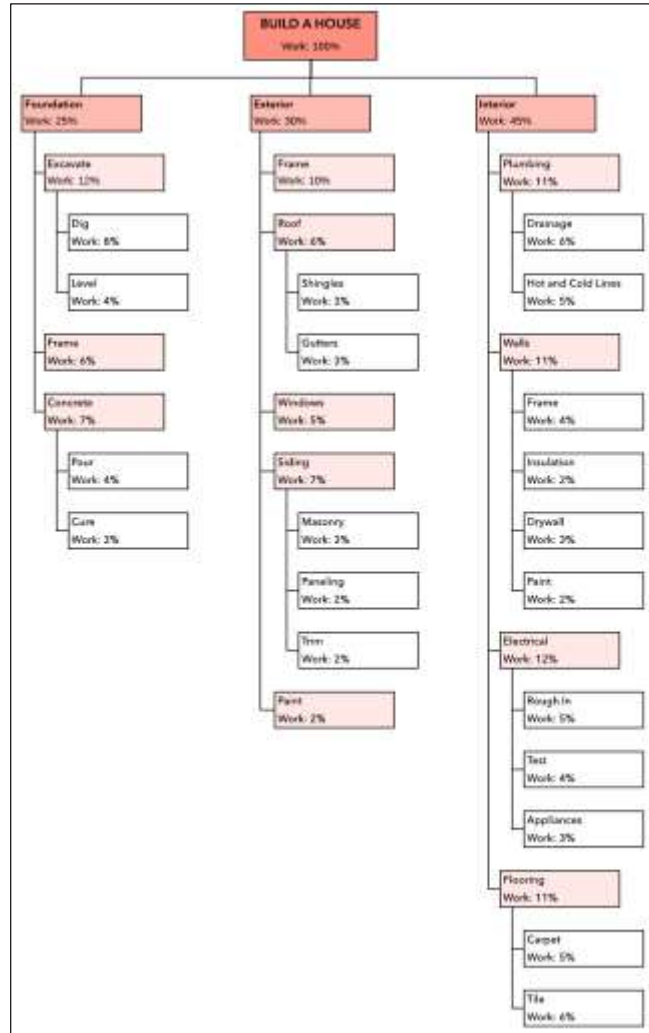 BUILD A HOUSE
Work: 100%
Foundation
Work: 25%
Excavate
Work: 12%
Dig
Work: 8%
Level
Work: 4%
Frame
Work: 6%
Concrete
Work: 7%
Pour
Work: 4%
Cure
Work: 3%
Exterior
Work: 30%
Frame
Work: 10%
Roof
Work: 6%
Shingles
Work: 3%
Gutters
Work: 3%
Windows
Work: 5%
Siding
Work: 7%
Masonry
Work: 3%
Paneling
Work: 2%
Trim
Work: 2%
Paint
Work: 2%
Interior
Work: 45%
Plumbing
Work: 11%
Drainage
Work: 6%
Hot and Cold Lines
Work: 5%
Walls
Work: 11%
Frame
Work: 4%
Insulation
Work: 2%
Drywall
Work: 3%
Paint
Work: 2%
Electrical
Work: 12%
Rough In
Work: 5%
Test
Work: 4%
Appliances
Work: 3%
Flooring
Work: 11%
Carpet
Work: 5%
Tile
Work: 6%